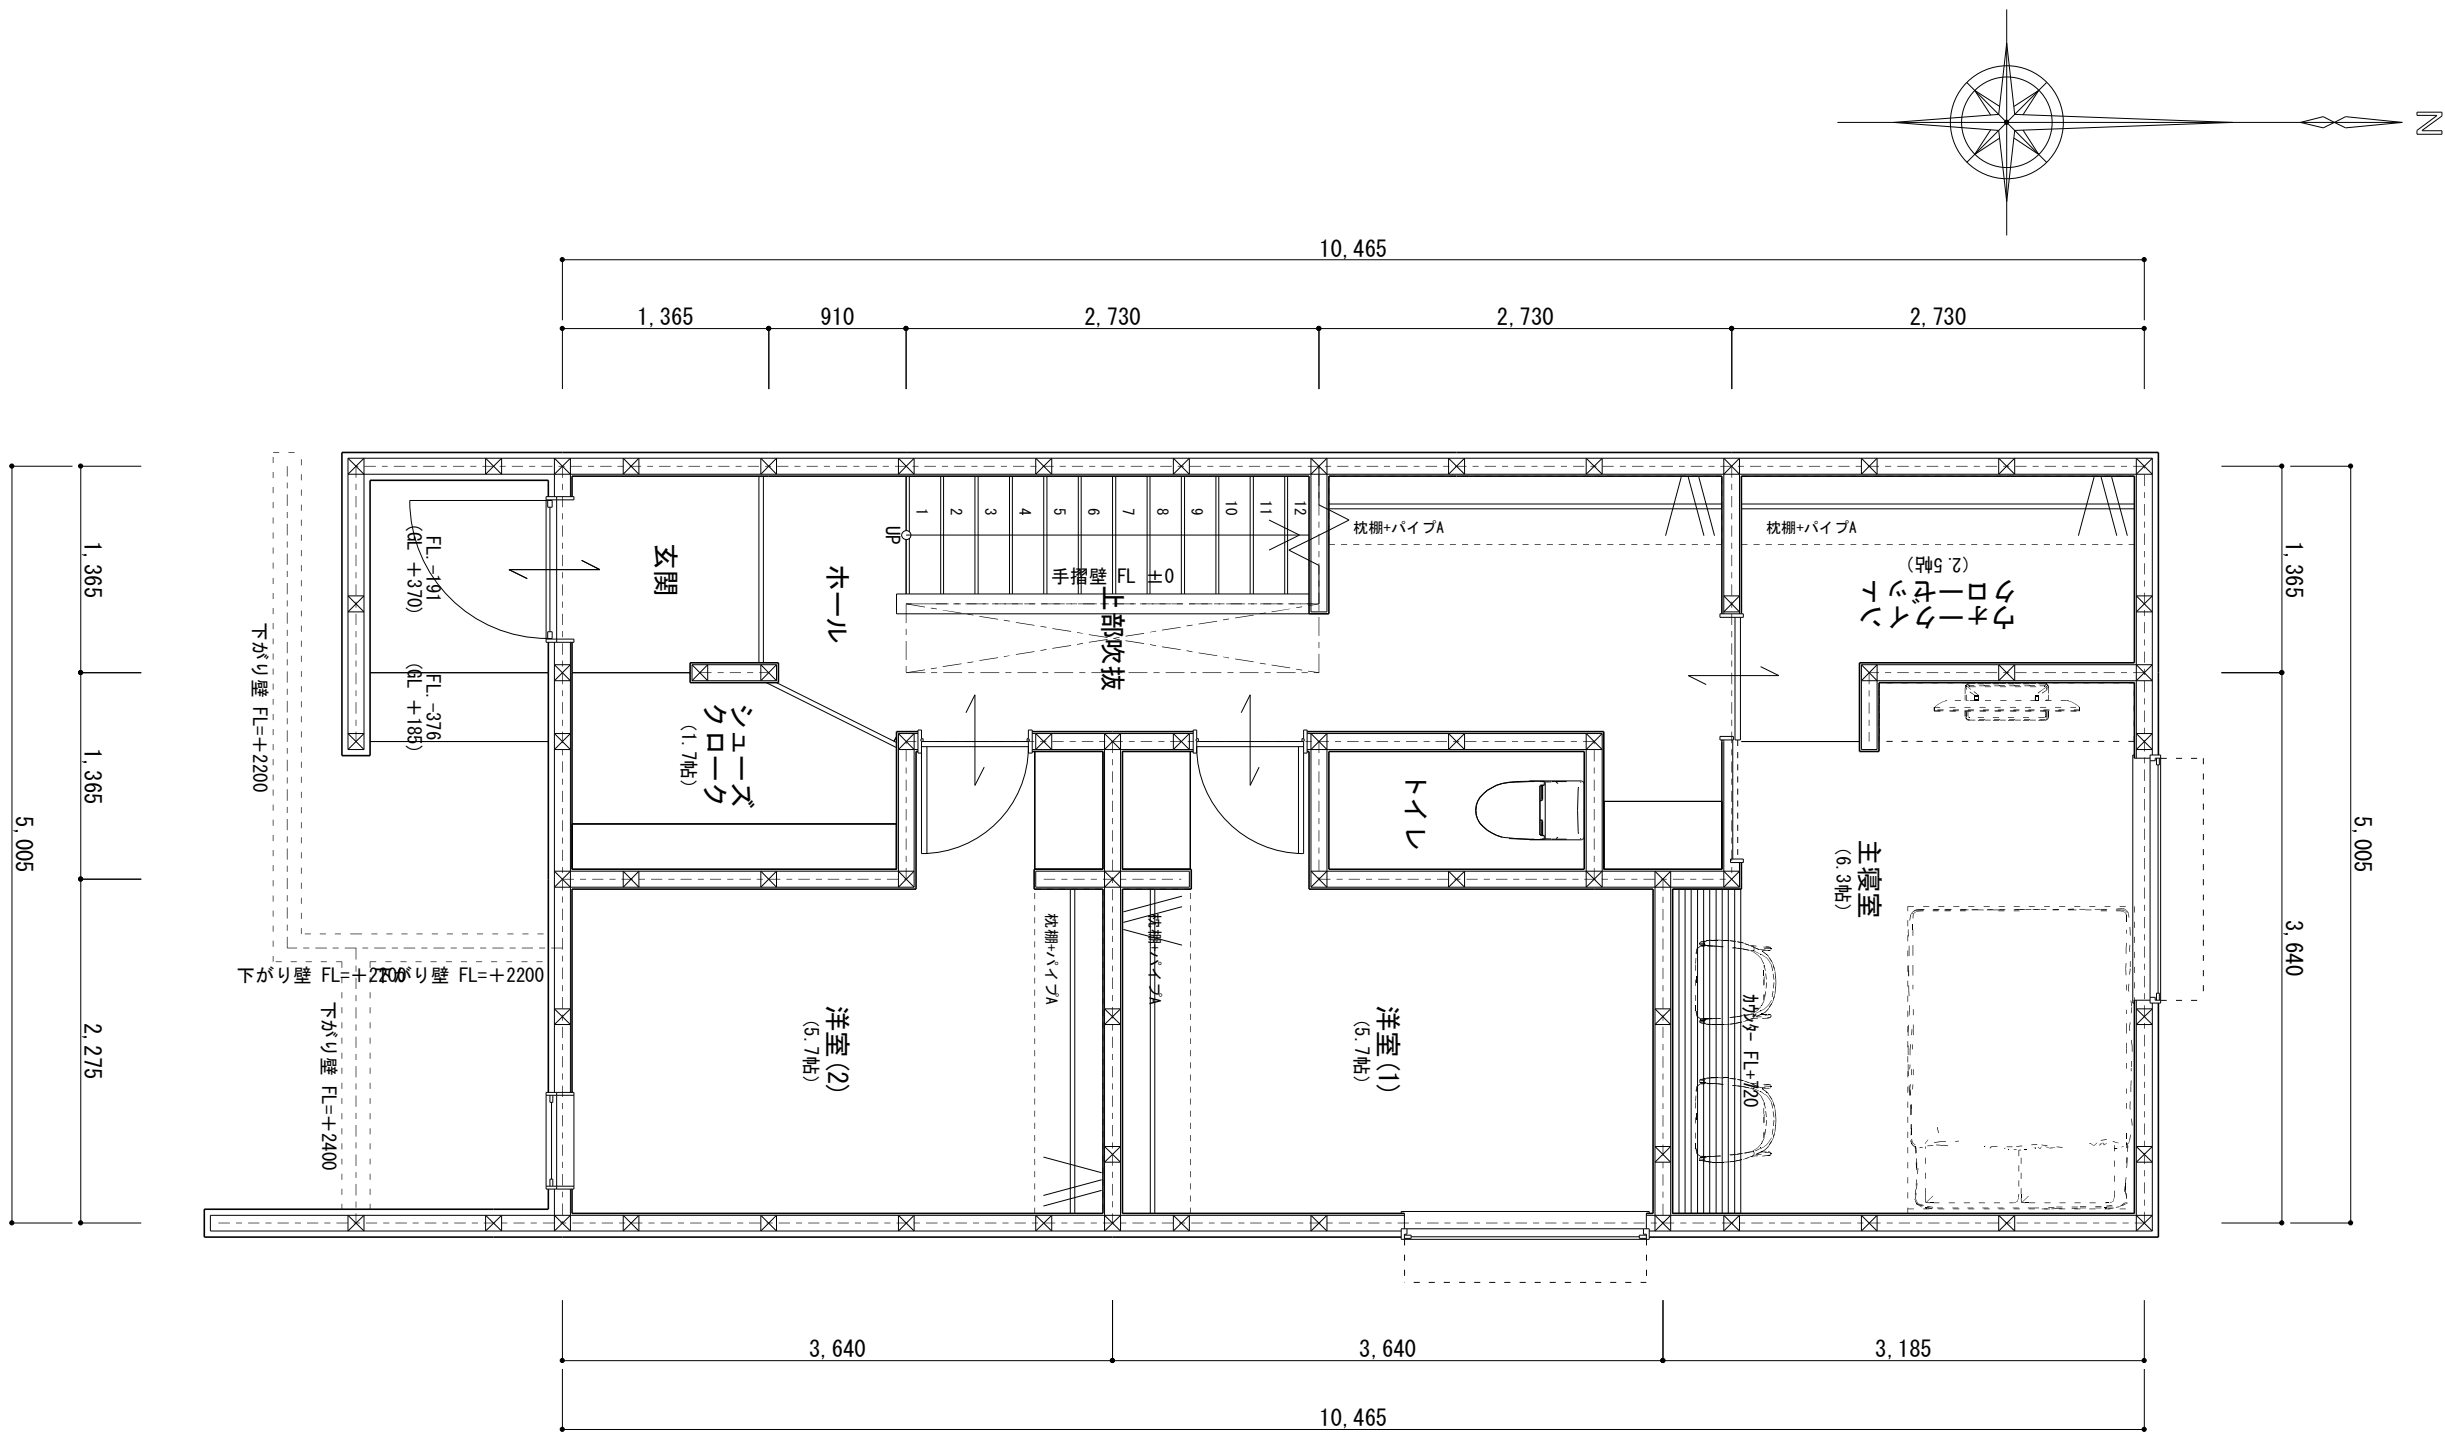 N
10,465
1,365
910
2,730
2,730
2,730
1
2
3
4
5
6
7
8
9
10
11
12
UP
手摺壁 FL ±0
上部吹抜
枕棚+パイプA
枕棚+パイプA
ウォークイン
クローゼット
(2.5帖)
玄関
ホール
FL.-191
(GL +370)
FL.-376
(GL +185)
下がり壁 FL=+2200
シューズ
クローク
(1.7帖)
トイレ
主寝室
(6.3帖)
下がり壁 FL=+2200
下がり壁 FL=+2200
下がり壁 FL=+2400
枕棚+パイプA
枕棚+パイプA
洋室(2)
(5.7帖)
洋室(1)
(5.7帖)
カウンター FL+720
5,005
1,365
1,365
2,275
1,365
3,640
5,005
3,640
3,640
3,185
10,465